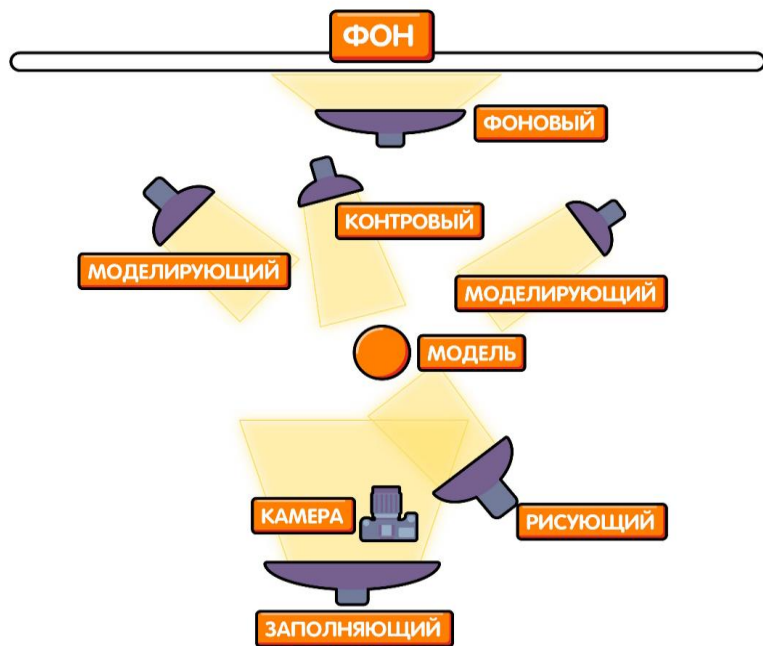 ФОН
ФОНОВЫЙ
КОНТРОВЫЙ
МОДЕЛИРУЮЩИЙ
МОДЕЛИРУЮЩИЙ
МОДЕЛЬ
КАМЕРА
РИСУЮЩИЙ
ЗАПОЛНЯЮЩИЙ